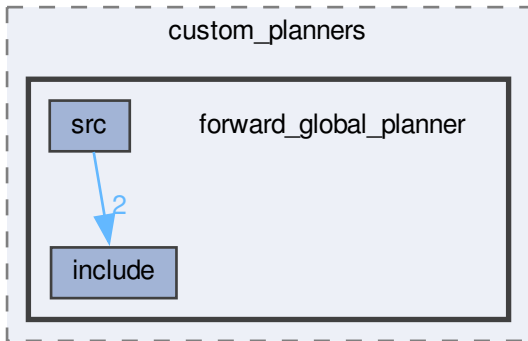 custom_planners
src
forward_global_planner
2
include